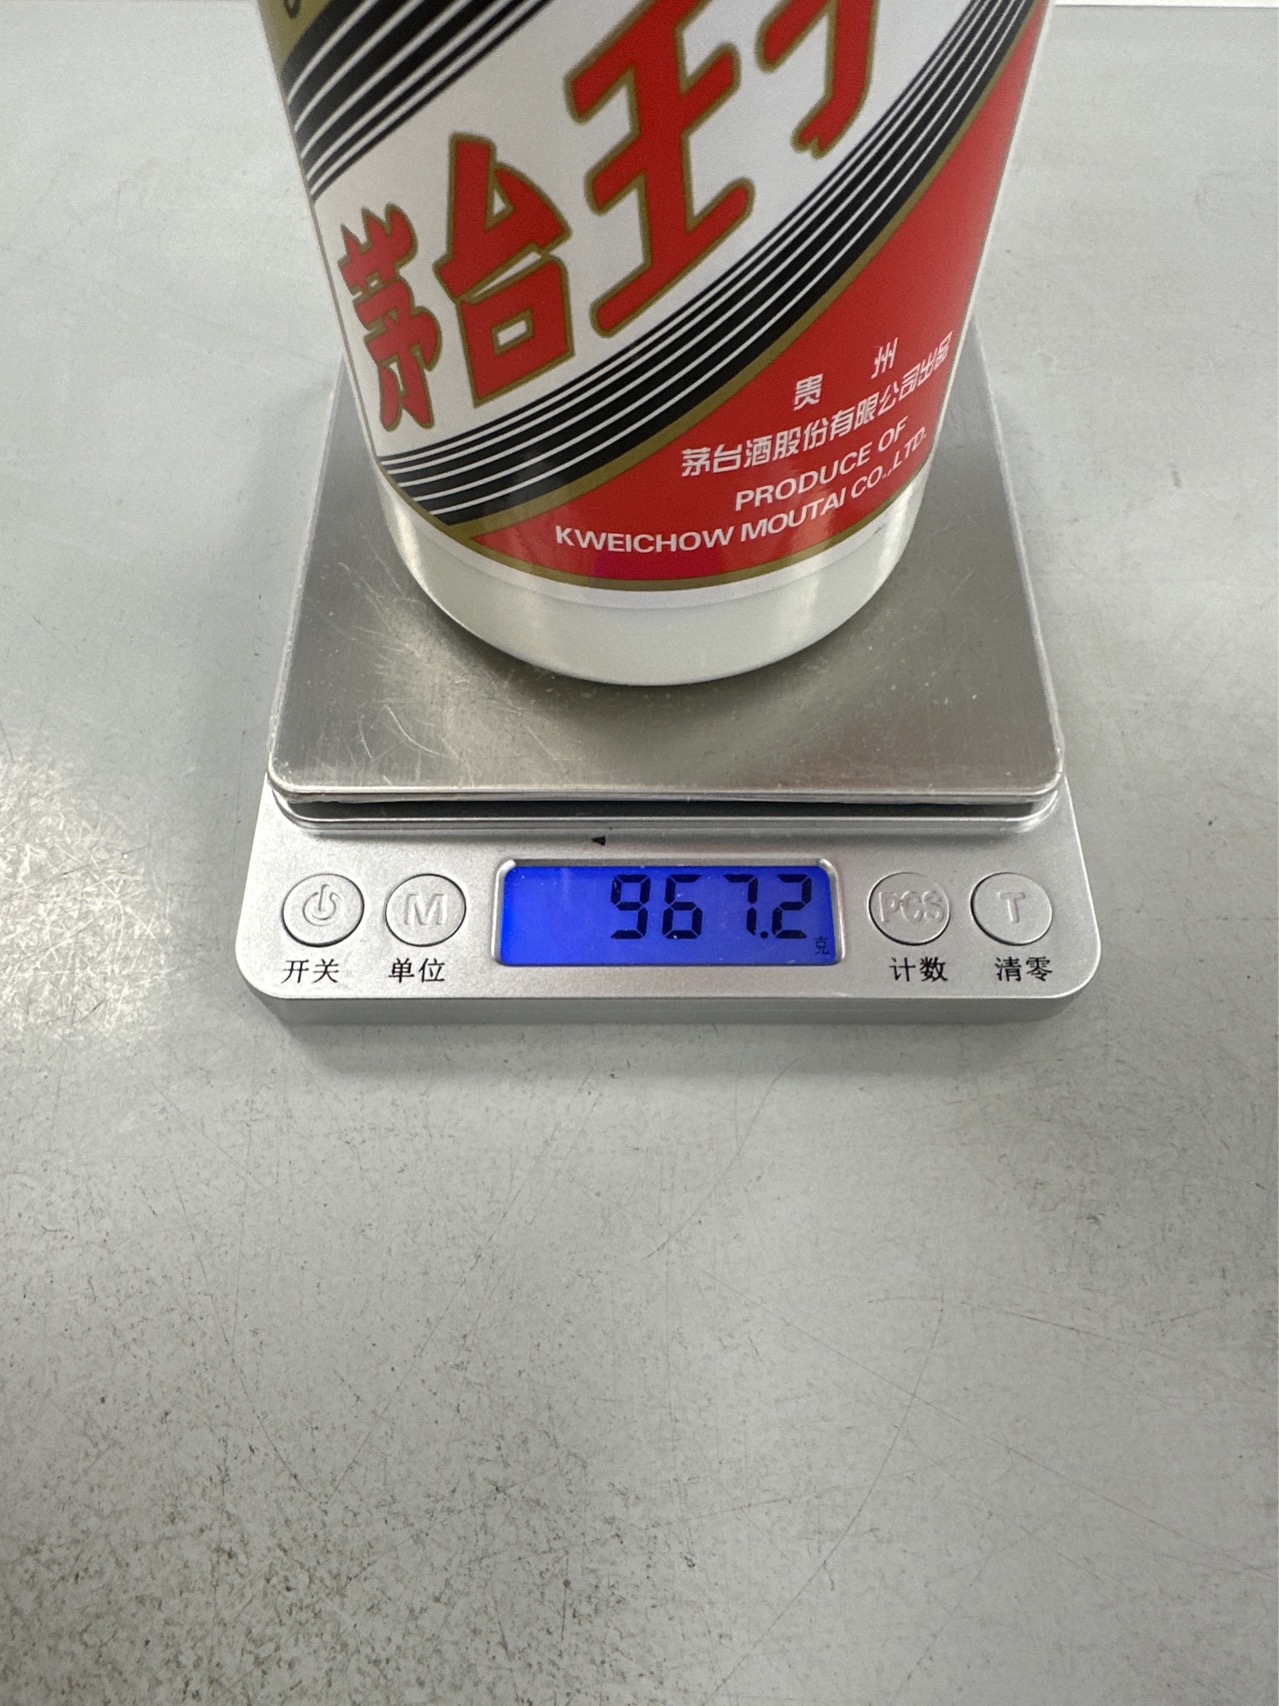 茅台王子
贵 州
茅台酒股份有限公司出品
PRODUCE OF
KWEICHOW MOUTAI CO.,LTD.
967.2
克
M
PCS
T
开关
单位
计数
清零